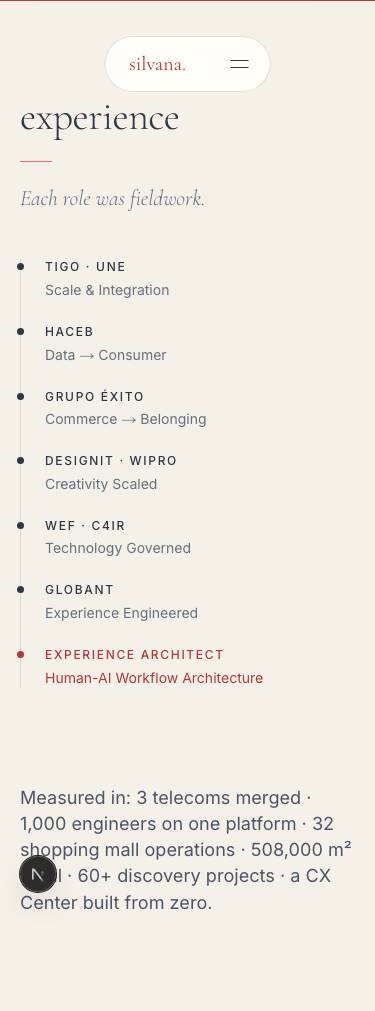 silvana.
experience
Each role was fieldwork.
TIGO · UNE
Scale & Integration
HACEB
Data → Consumer
GRUPO ÉXITO
Commerce → Belonging
DESIGNIT · WIPRO
Creativity Scaled
WEF · C4IR
Technology Governed
GLOBANT
Experience Engineered
EXPERIENCE ARCHITECT
Human-AI Workflow Architecture
Measured in: 3 telecoms merged ·
1,000 engineers on one platform · 32
shopping mall operations · 508,000 m²
· 60+ discovery projects · a CX
Center built from zero.